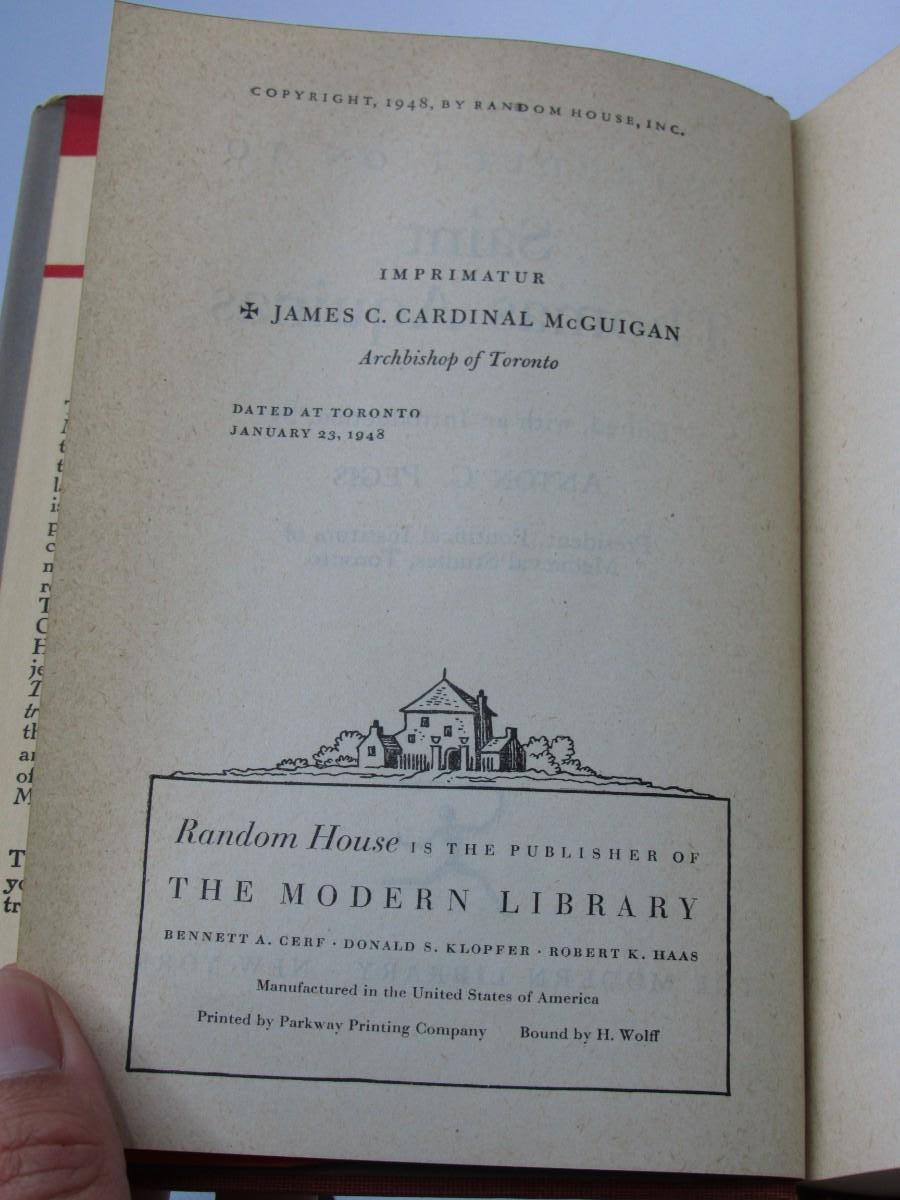 COPYRIGHT, 1948, BY RANDOM HOUSE, INC.
IMPRIMATUR
✠ JAMES C. CARDINAL McGUIGAN
Archbishop of Toronto
DATED AT TORONTO
JANUARY 23, 1948
Random House IS THE PUBLISHER OF
THE MODERN LIBRARY
BENNETT A. CERF · DONALD S. KLOPFER · ROBERT K. HAAS
Manufactured in the United States of America
Printed by Parkway Printing Company Bound by H. Wolff